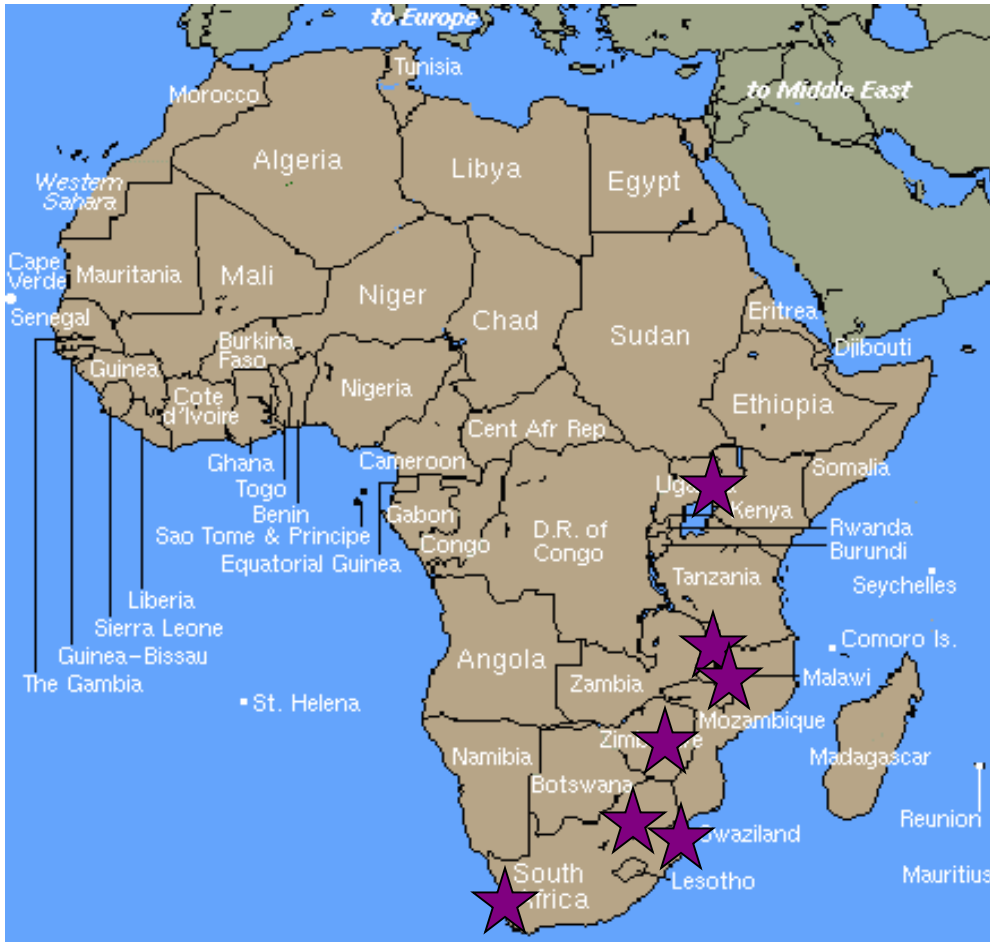 to Europe
Tunisia
to Middle East
Morocco
Algeria
Libya
Egypt
Western
Sahara
Cape
Verde
Mauritania
Mali
Niger
Chad
Sudan
Eritrea
Senegal
Burkina
Faso
Djibouti
Guinea
Nigeria
Cote
d'Ivoire
Ethiopia
Cent Afr Rep
Ghana
Cameroon
Somalia
Togo
Benin
Gabon
Kenya
Sao Tome & Principe
Congo
D.R. of
Congo
Rwanda
Equatorial Guinea
Burundi
Tanzania
Seychelles
Liberia
Sierra Leone
Guinea-Bissau
Comoro Is.
Angola
Zambia
Malawi
The Gambia
St. Helena
Mozambique
Namibia
Madagascar
Botswana
Reunion
Swaziland
South
Lesotho
Mauritius